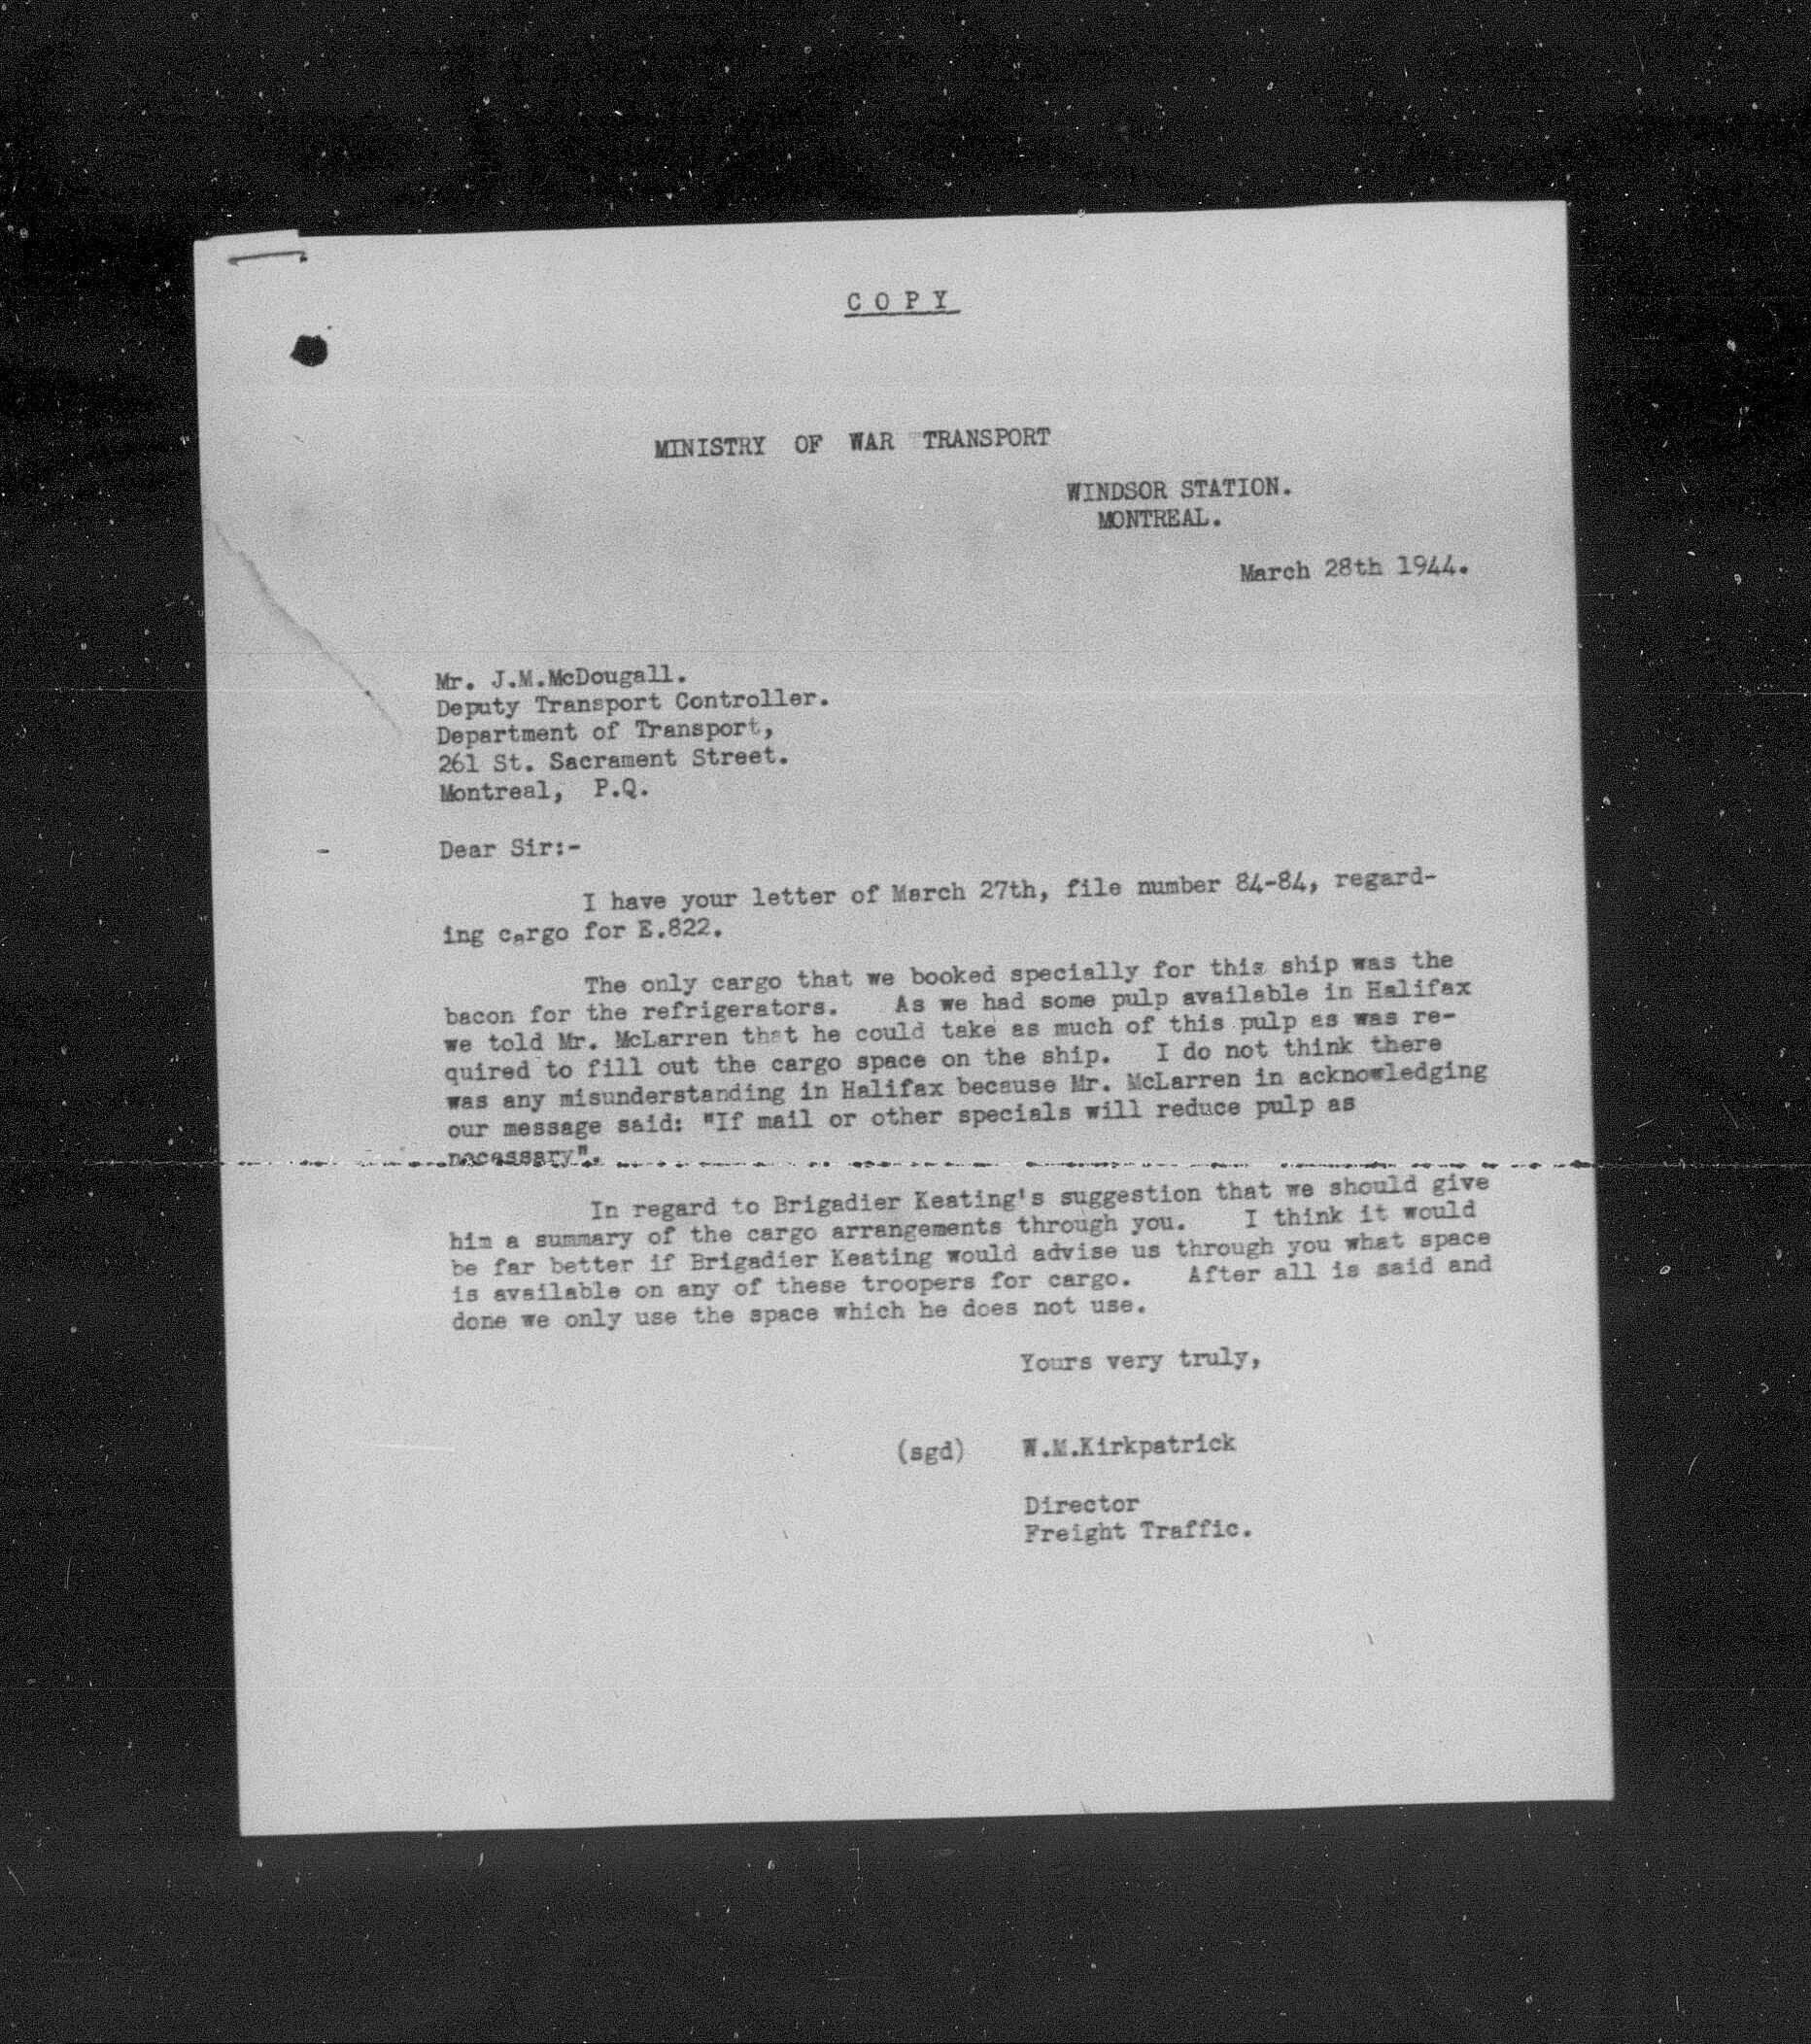 COPY
MINISTRY OF WAR TRANSPORT
WINDSOR STATION.
MONTREAL.
March 28th 1944.
Mr. J.M.McDougall.
Deputy Transport Controller.
Department of Transport,
261 St. Sacrament Street.
Montreal, P.Q.
Dear Sir:-
I have your letter of March 27th, file number 84-84, regard-
ing cargo for E.822.
The only cargo that we booked specially for this ship was the
bacon for the refrigerators. As we had some pulp available in Halifax
we told Mr. McLarren that he could take as much of this pulp as was re-
quired to fill out the cargo space on the ship. I do not think there
was any misunderstanding in Halifax because Mr. McLarren in acknowledging
our message said: "If mail or other specials will reduce pulp as
necessary".
In regard to Brigadier Keating's suggestion that we should give
him a summary of the cargo arrangements through you. I think it would
be far better if Brigadier Keating would advise us through you what space
is available on any of these troopers for cargo. After all is said and
done we only use the space which he does not use.
Yours very truly,
(sgd) W.M.Kirkpatrick
Director
Freight Traffic.